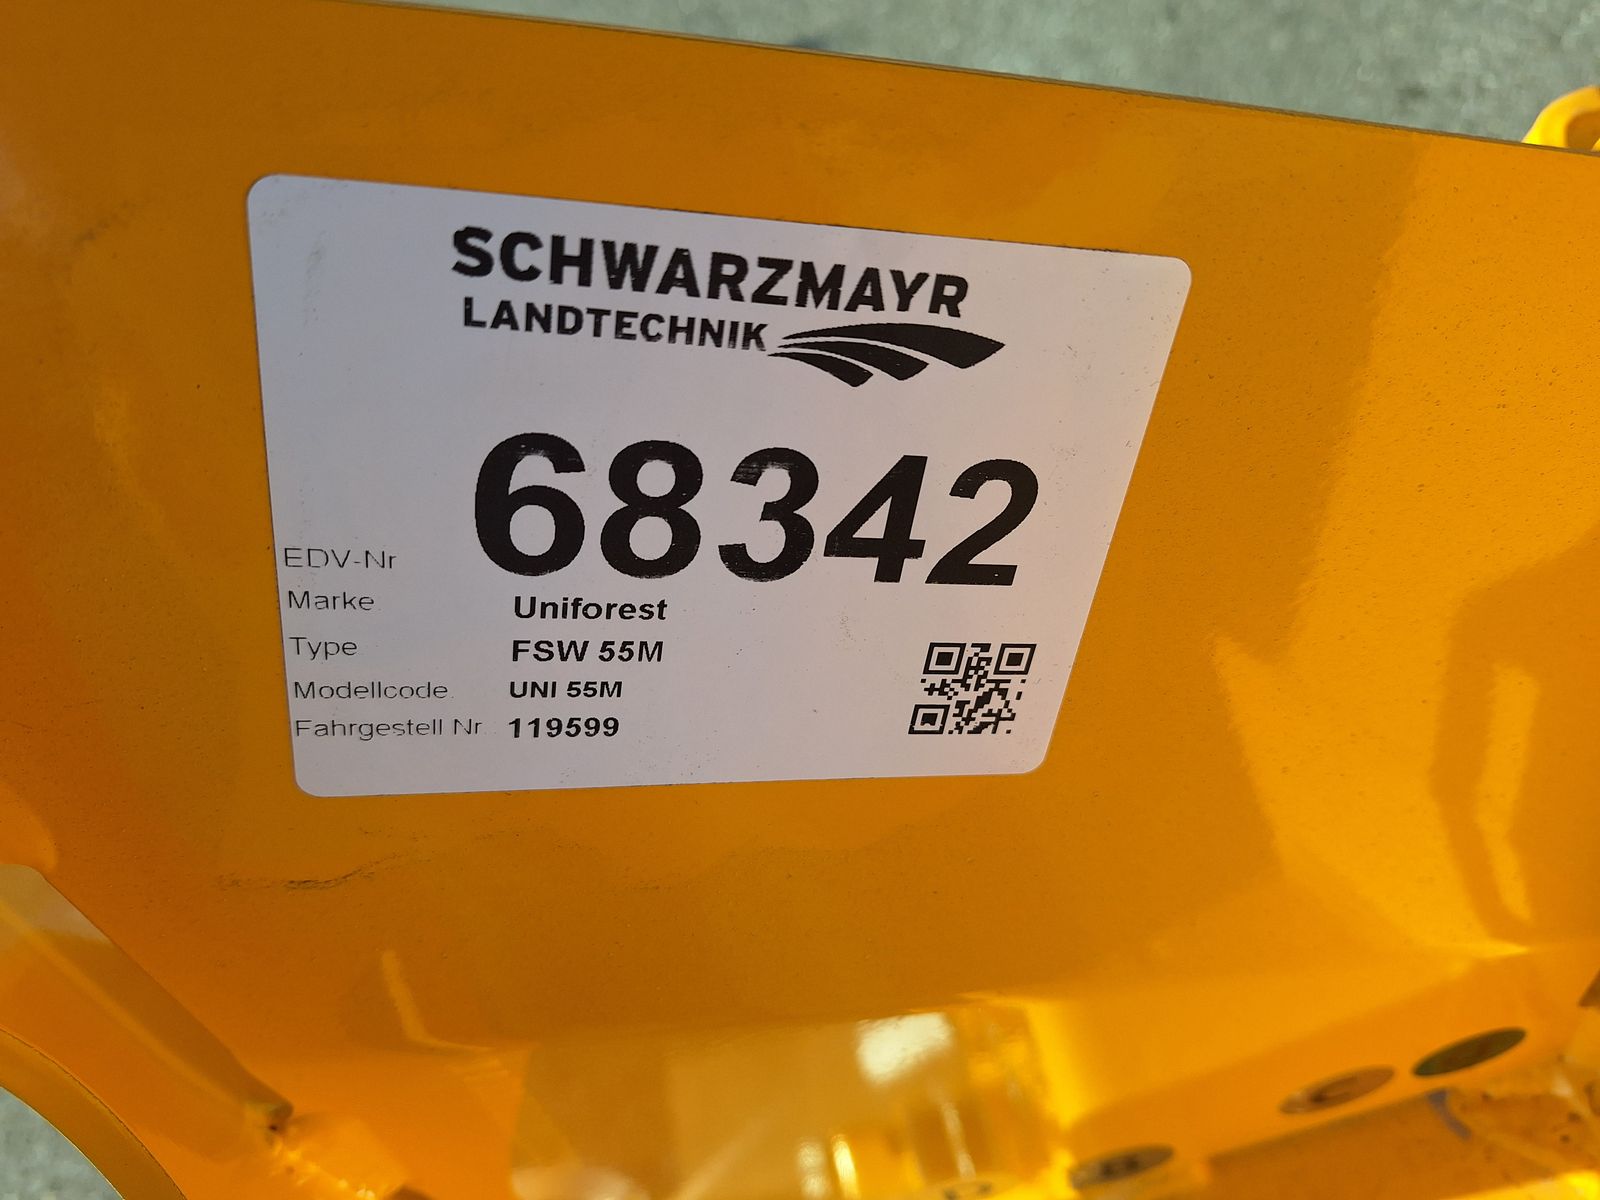 SCHWARZMAYR
LANDTECHNIK
EDV-Nr 68342
Marke Uniforest
Type FSW 55M
Modellcode UNI 55M
Fahrgestell Nr 119599